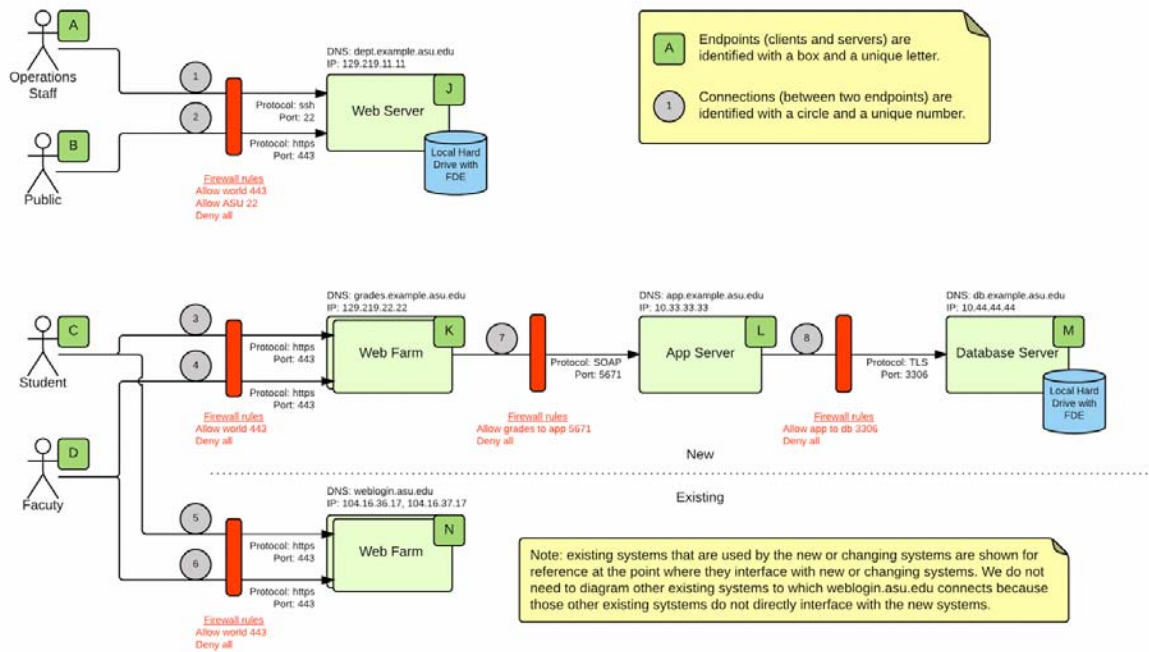 A
Operations
Staff
B
Public
1
2
Protocol: ssh
Port: 22
Protocol: https
Port: 443
Firewall rules
Allow world 443
Allow ASU 22
Deny all
DNS: dept.example.asu.edu
IP: 129.219.11.11
Web Server
J
Local Hard
Drive with
FDE
A
Endpoints (clients and servers) are
identified with a box and a unique letter.
1
Connections (between two endpoints) are
identified with a circle and a unique number.
C
Student
D
Facuty
3
4
Protocol: https
Port: 443
Protocol: https
Port: 443
Firewall rules
Allow world 443
Deny all
DNS: grades.example.asu.edu
IP: 129.219.22.22
Web Farm
K
7
Protocol: SOAP
Port: 5671
Firewall rules
Allow grades to app 5671
Deny all
DNS: app.example.asu.edu
IP: 10.33.33.33
App Server
L
8
Protocol: TLS
Port: 3306
Firewall rules
Allow app to db 3306
Deny all
DNS: db.example.asu.edu
IP: 10.44.44.44
Database Server
M
Local Hard
Drive with
FDE
New
Existing
5
6
Protocol: https
Port: 443
Protocol: https
Port: 443
Firewall rules
Allow world 443
Deny all
DNS: weblogin.asu.edu
IP: 104.16.36.17, 104.16.37.17
Web Farm
N
Note: existing systems that are used by the new or changing systems are shown for
reference at the point where they interface with new or changing systems. We do not
need to diagram other existing systems to which weblogin.asu.edu connects because
those other existing sytstems do not directly interface with the new systems.